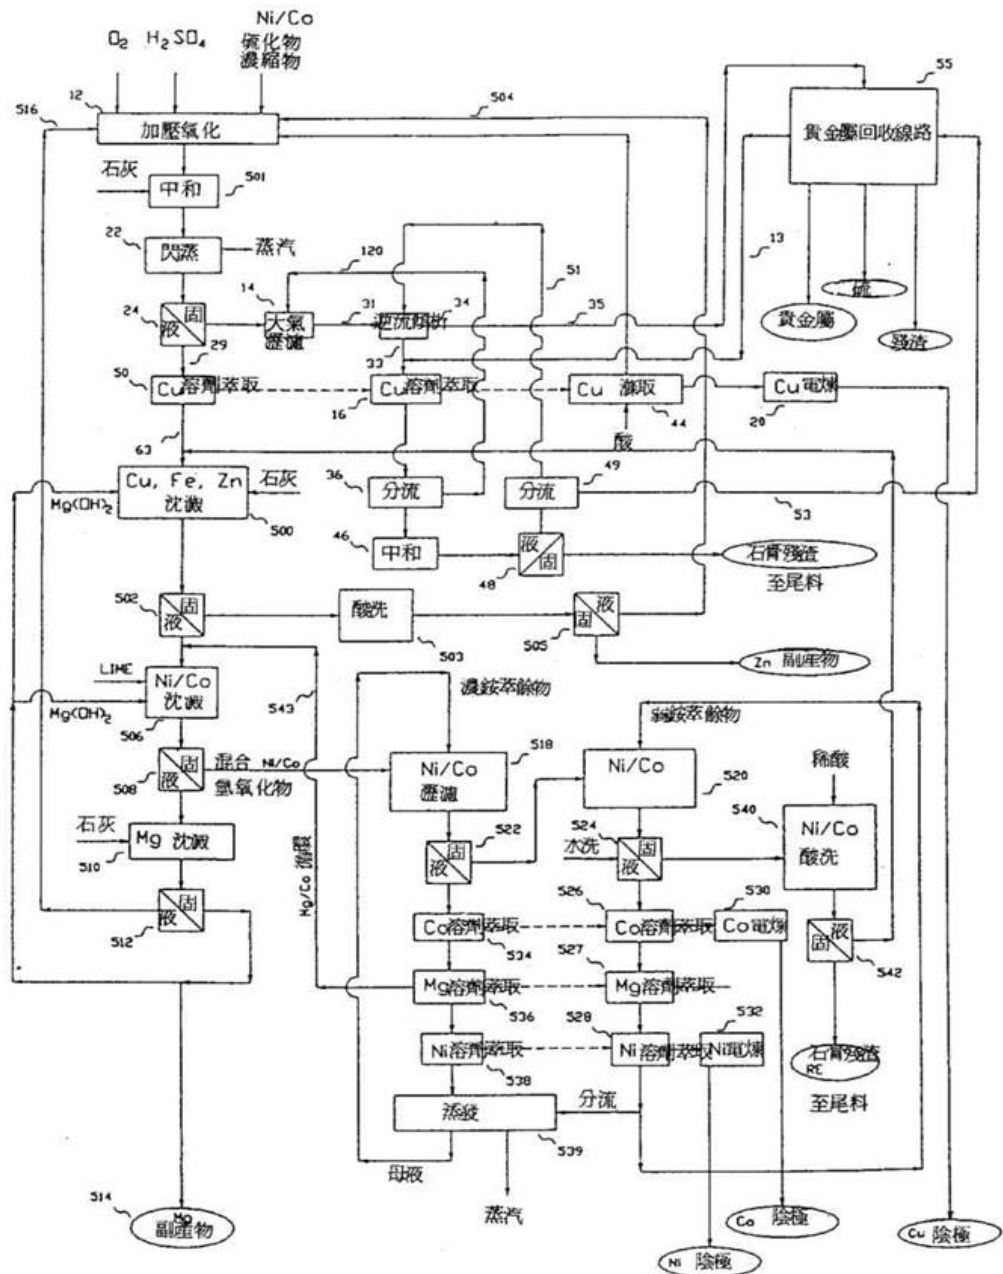 Ni/Co
O₂ H₂SO₄ 硫化物
濃縮物
516
12
504
55
加壓氧化
貴金屬回收線路
石灰
中和
501
22
閃蒸
蒸汽
120
51
13
硫
貴金屬
殘渣
24
固
液
14
大氣
瀝濾
31
逆流傾析
34
35
29
33
50
Cu溶劑萃取
16
Cu溶劑萃取
Cu 滌取
44
Cu 電煉
20
酸
63
Mg(OH)₂
Cu, Fe, Zn
沈澱
石灰
500
36
分流
分流
49
53
46
中和
液
固
48
石膏殘渣
至尾料
502
固
液
酸洗
503
液
固
505
Zn 副產物
LIME
Ni/Co
沈澱
Mg(OH)₂
506
543
濃銨萃餘物
弱銨萃餘物
508
固
液
混合 Ni/Co
氫氧化物
Ni/Co
瀝濾
518
Ni/Co
520
稀酸
石灰
Mg 沈澱
510
固
液
522
水洗
524
固
液
540
Ni/Co
酸洗
Mg/Co
固
液
512
Co溶劑萃取
534
526
Co溶劑萃取
530
Co電煉
液
固
542
Mg溶劑萃取
536
527
Mg溶劑萃取
Ni溶劑萃取
538
528
Ni溶劑萃取
532
Ni電煉
石膏殘渣
RE
至尾料
蒸發
539
分流
母液
蒸汽
514
Mg
副產物
Co 陰極
Cu 陰極
Ni 陰極